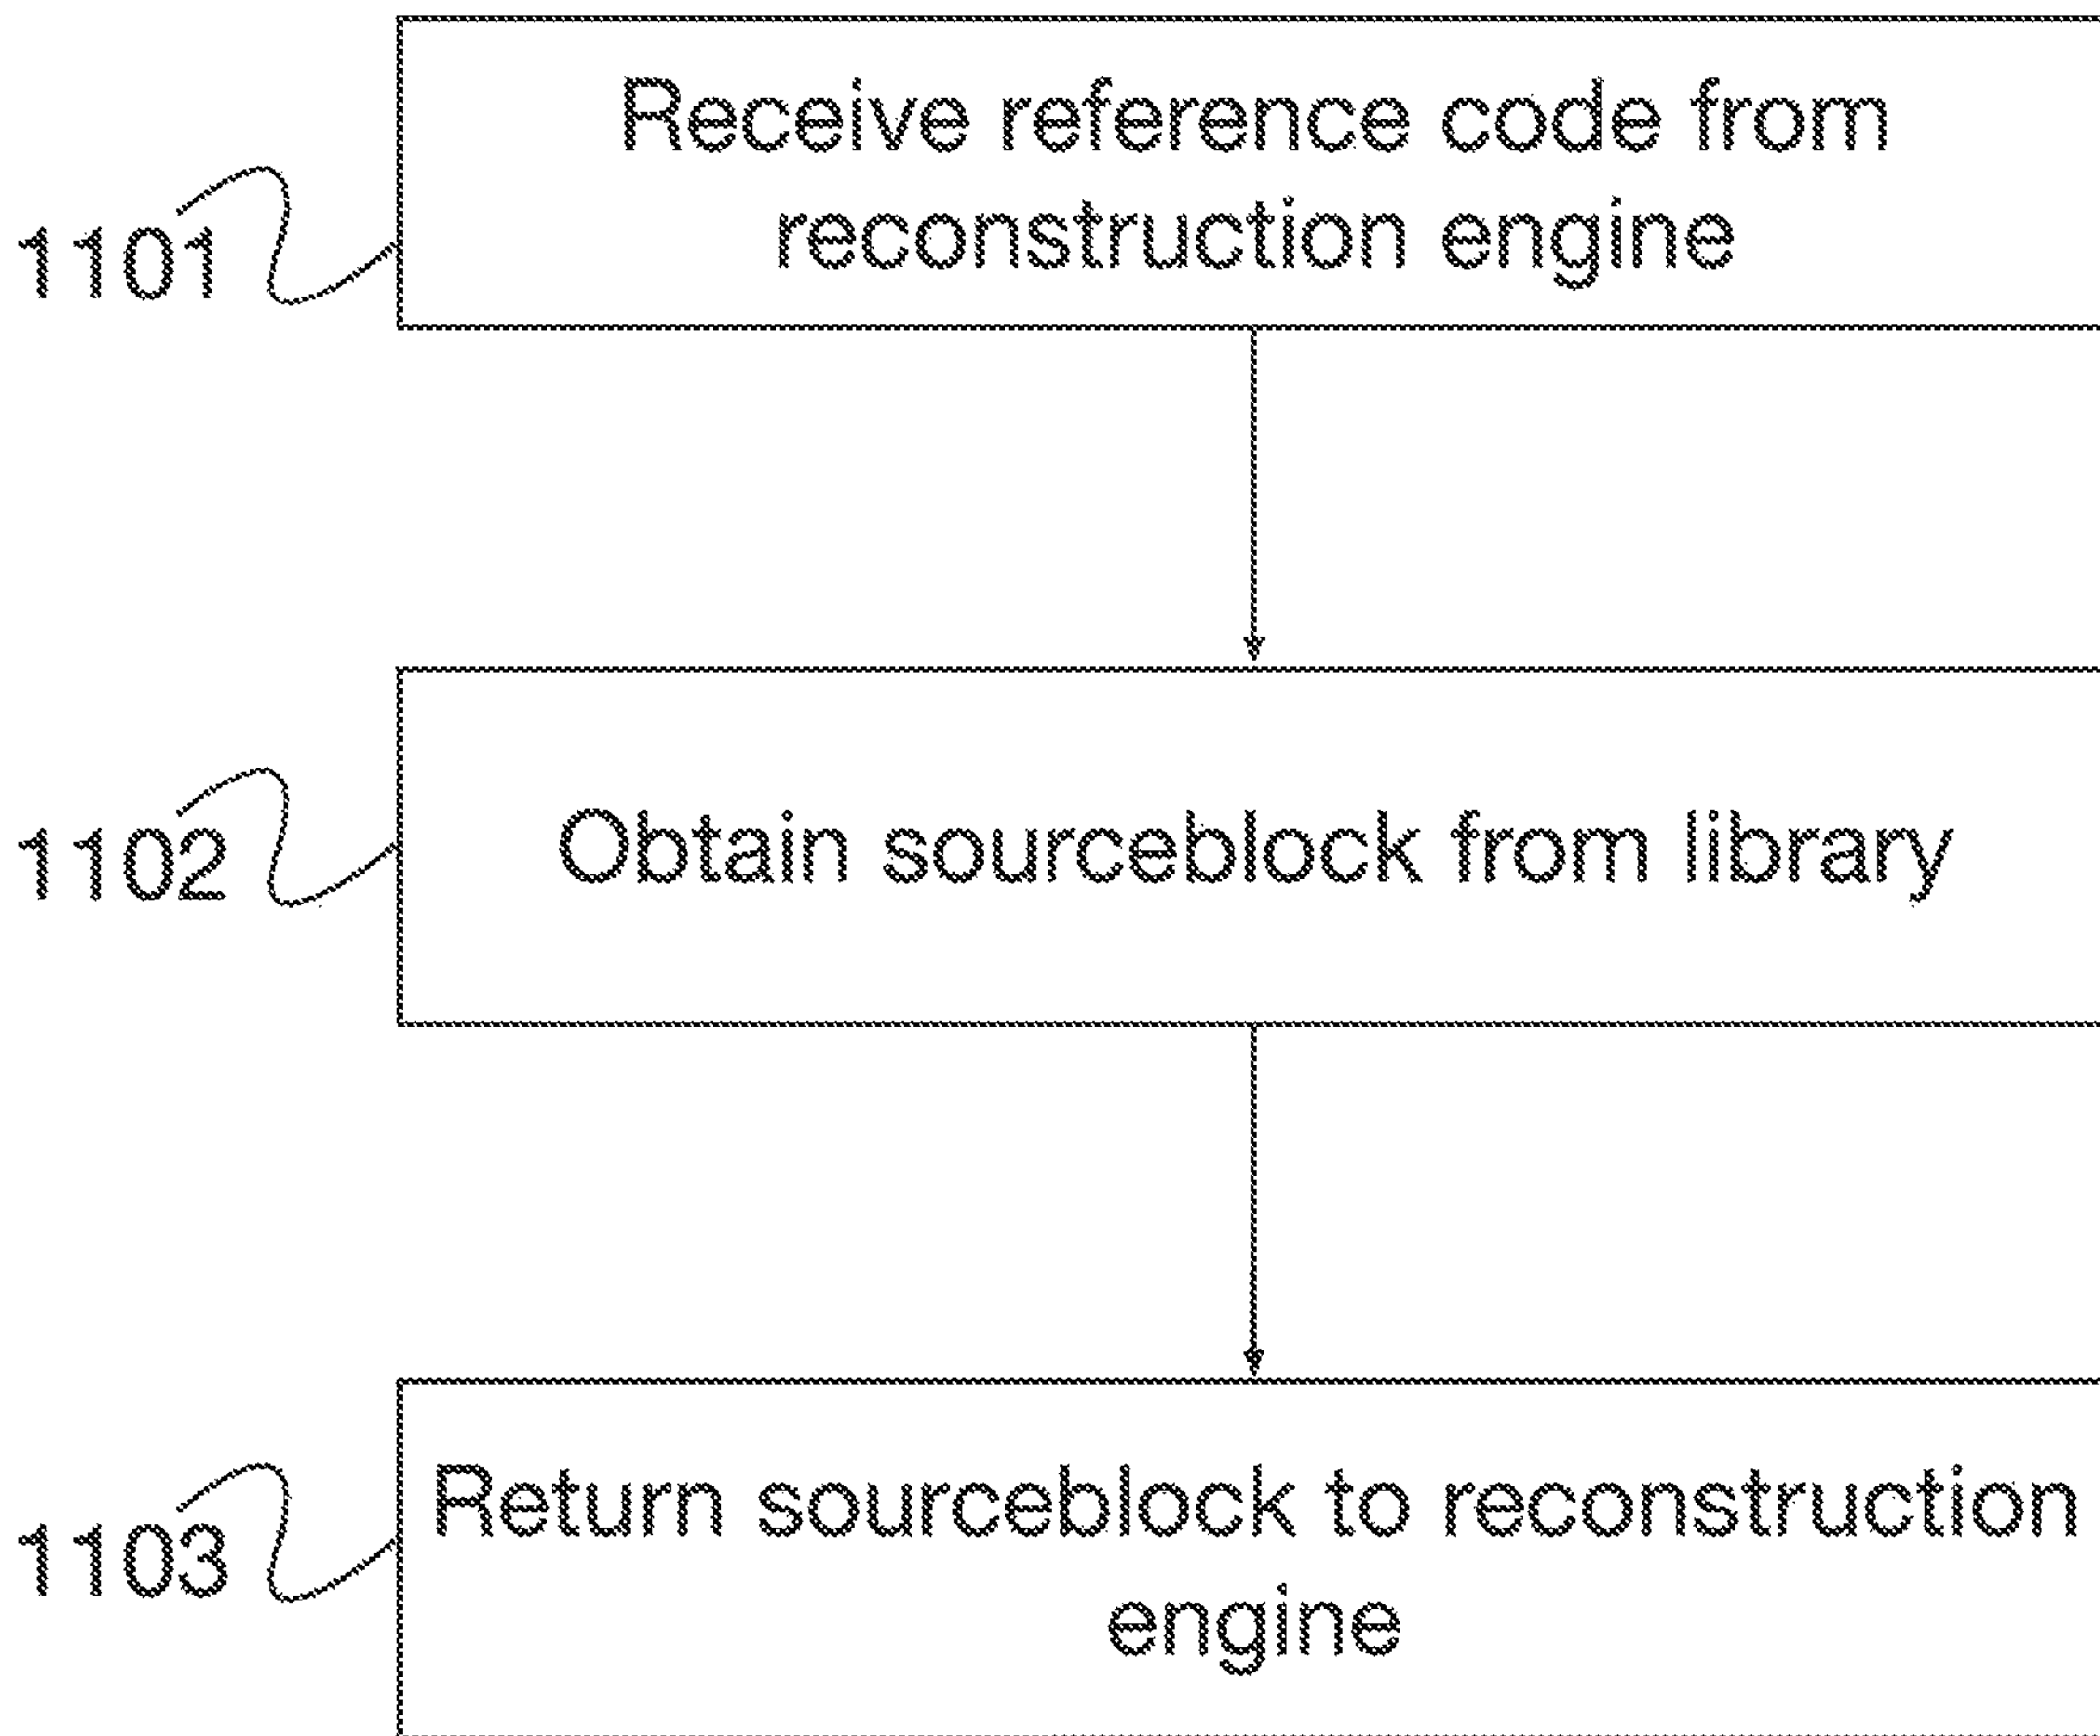 Receive reference code from
reconstruction engine
1101
Obtain sourceblock from library
1102
Return sourceblock to reconstruction
engine
1103